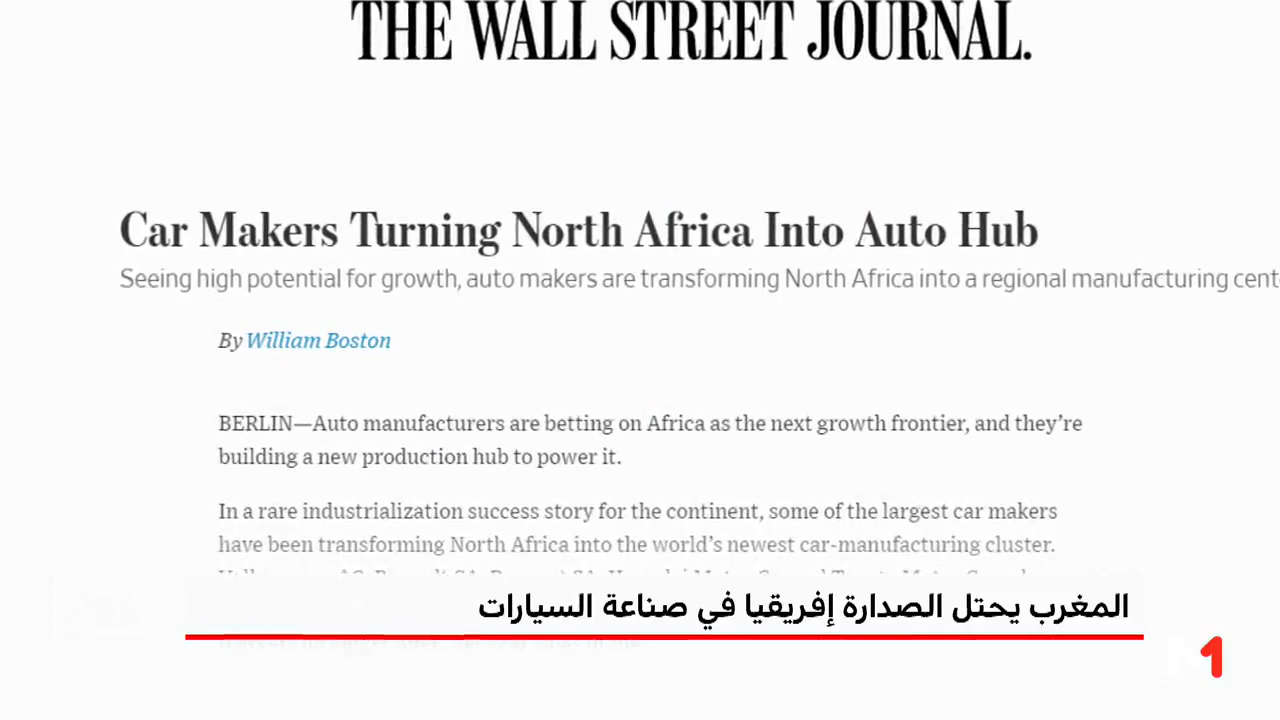 THE WALL STREET JOURNAL.
Car Makers Turning North Africa Into Auto Hub
Seeing high potential for growth, auto makers are transforming North Africa into a regional manufacturing cent
By William Boston
BERLIN—Auto manufacturers are betting on Africa as the next growth frontier, and they’re
building a new production hub to power it.
In a rare industrialization success story for the continent, some of the largest car makers
have been transforming North Africa into the world’s newest car-manufacturing cluster.
المغرب يحتل الصدارة إفريقيا في صناعة السيارات
M1